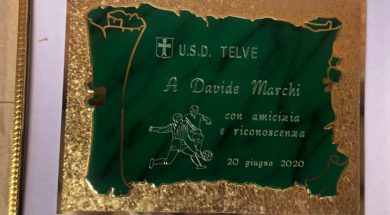 U.S.D. TELVE
A Davide Marchi
con amicizia
e riconoscenza
20 giugno 2020